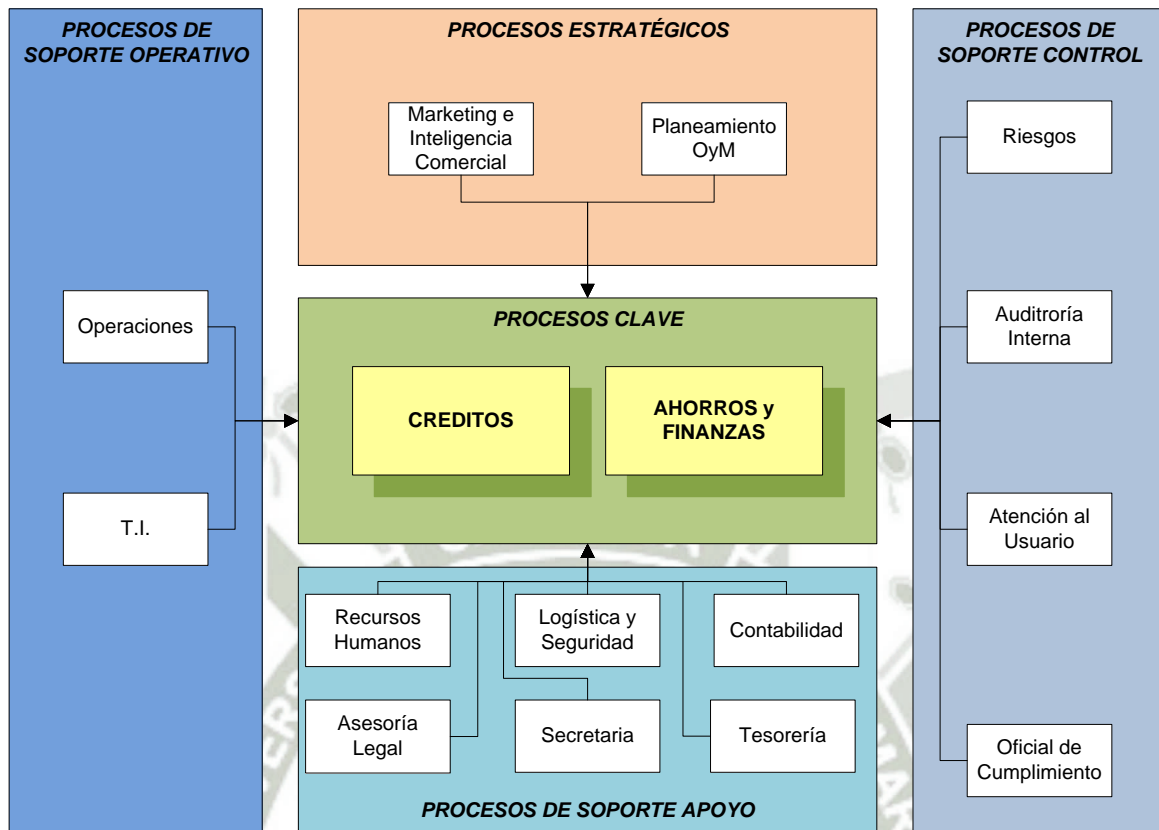 PROCESOS DE
SOPORTE OPERATIVO
Operaciones
T.I.
PROCESOS ESTRATÉGICOS
Marketing e
Inteligencia
Comercial
Planeamiento
OyM
PROCESOS CLAVE
CREDITOS
AHORROS y
FINANZAS
Recursos
Humanos
Logística y
Seguridad
Contabilidad
Asesoría
Legal
Secretaria
Tesorería
PROCESOS DE SOPORTE APOYO
PROCESOS DE
SOPORTE CONTROL
Riesgos
Auditroría
Interna
Atención al
Usuario
Oficial de
Cumplimiento